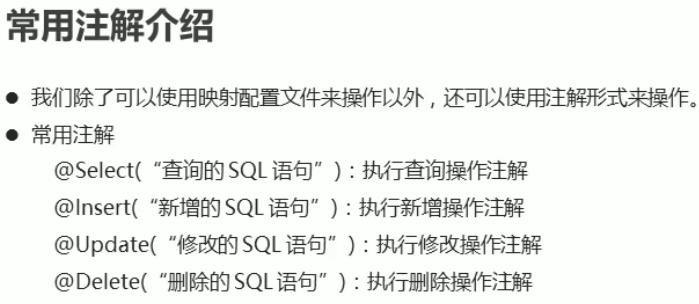 常用注解介绍
● 我们除了可以使用映射配置文件来操作以外，还可以使用注解形式来操作。
● 常用注解
@Select(“查询的 SQL 语句”)：执行查询操作注解
@Insert(“新增的 SQL 语句”)：执行新增操作注解
@Update(“修改的 SQL 语句”)：执行修改操作注解
@Delete(“删除的 SQL 语句”)：执行删除操作注解